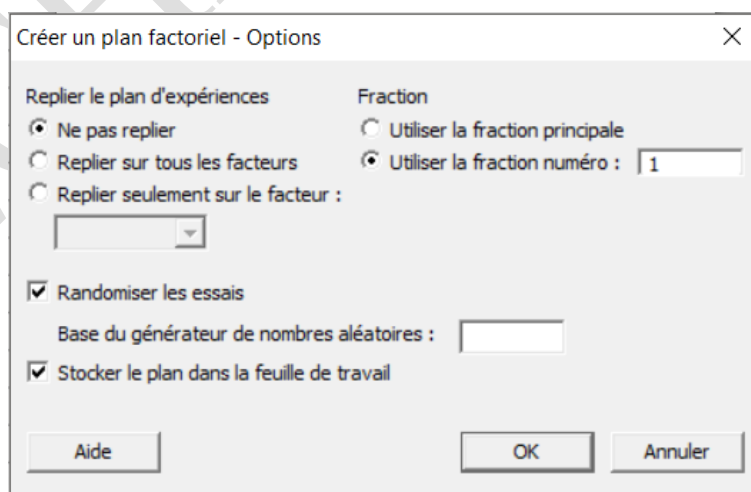 Créer un plan factoriel - Options
Replier le plan d'expériences
Ne pas replier
Replier sur tous les facteurs
Replier seulement sur le facteur :
Fraction
Utiliser la fraction principale
Utiliser la fraction numéro : 1
Randomiser les essais
Base du générateur de nombres aléatoires :
Stocker le plan dans la feuille de travail
Aide
OK
Annuler